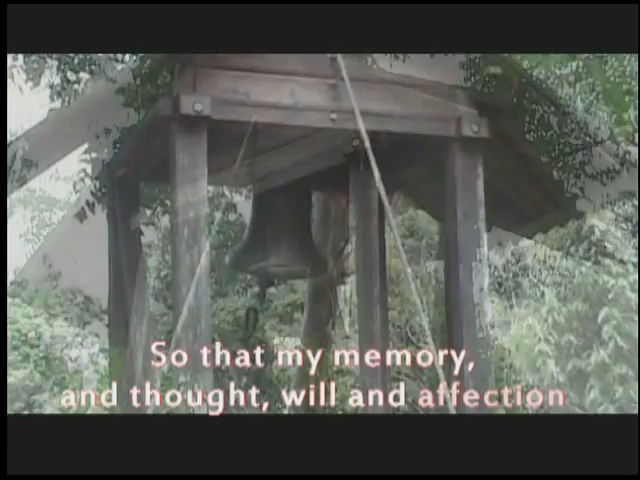 So that my memory,
and thought, will and affection